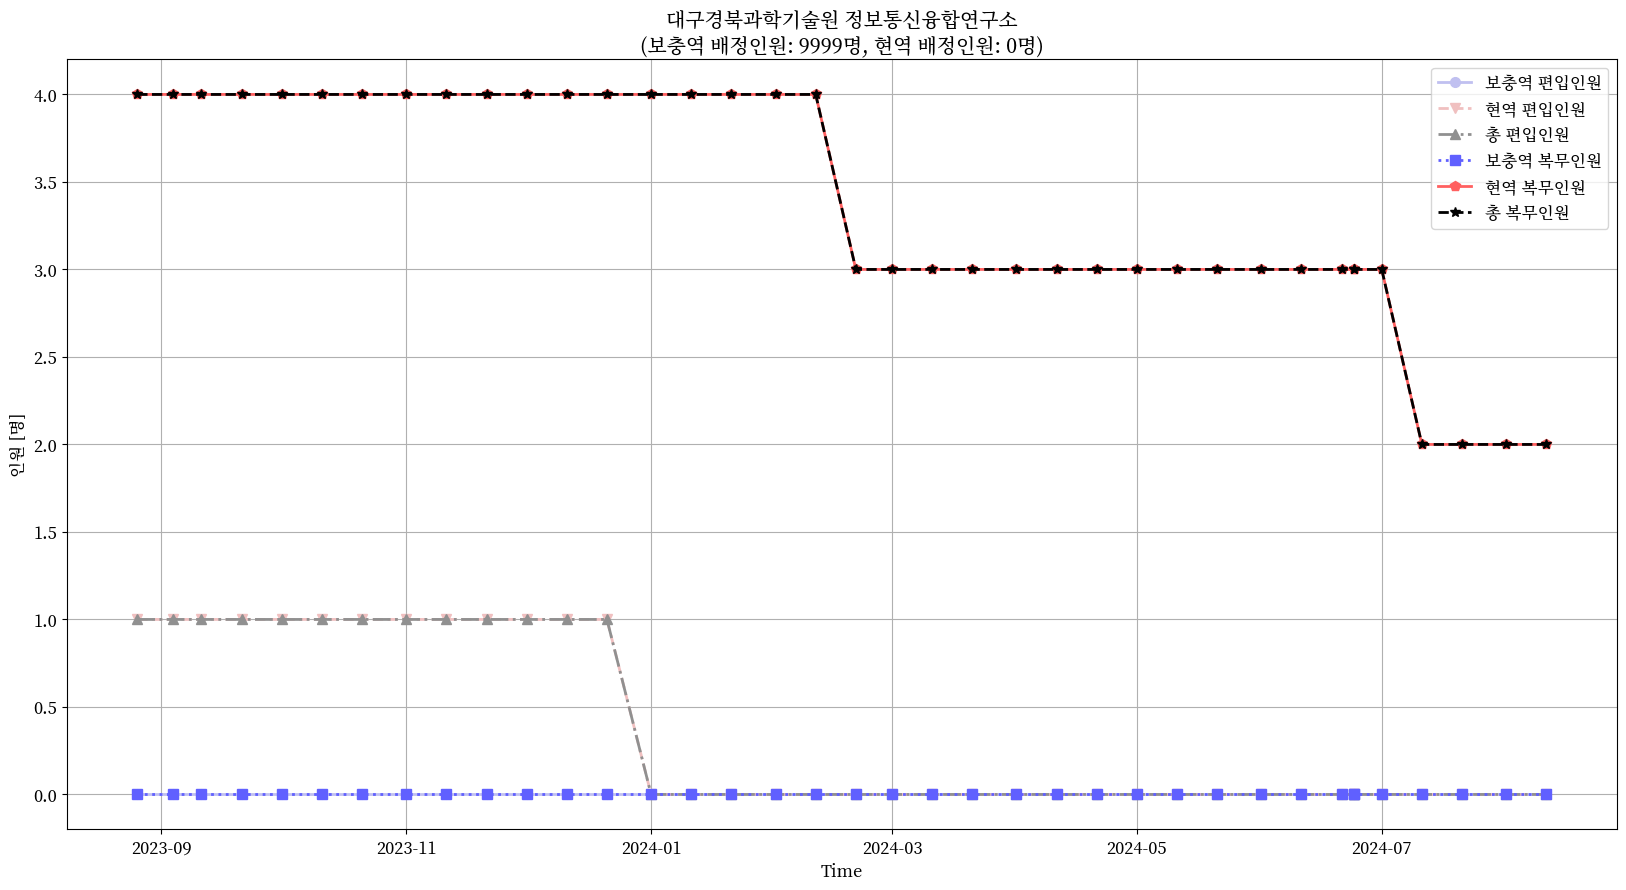 대구경북과학기술원 정보통신융합연구소
(보충역 배정인원: 9999명, 현역 배정인원: 0명)
보충역 편입인원
현역 편입인원
총 편입인원
보충역 복무인원
현역 복무인원
총 복무인원
4.0
3.5
3.0
2.5
2.0
1.5
1.0
0.5
0.0
인원 [명]
2023-09
2023-11
2024-01
2024-03
2024-05
2024-07
Time